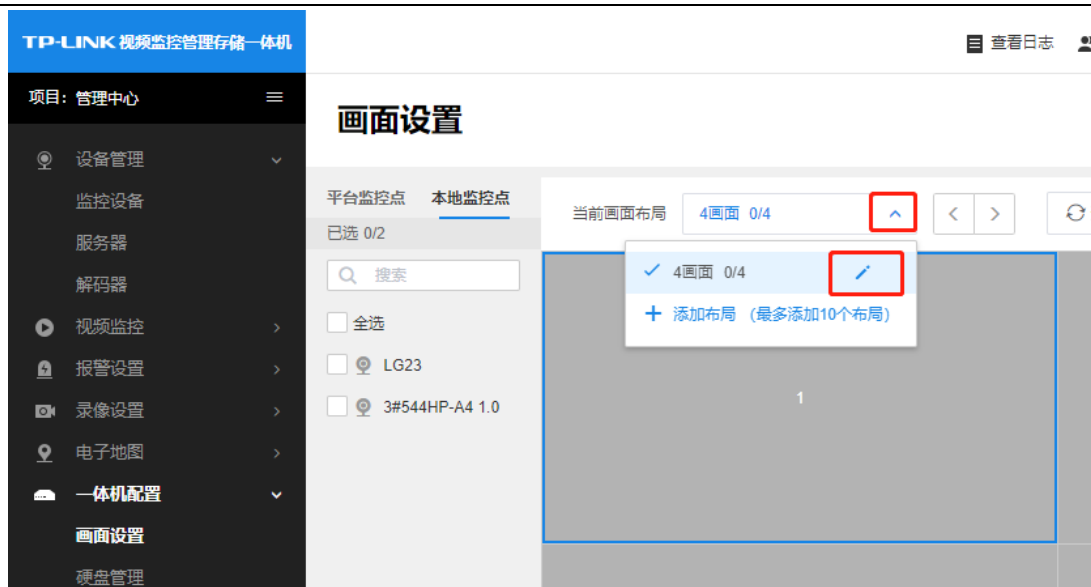 TP-LINK 视频监控管理存储一体机
查看日志
项目：管理中心
画面设置
设备管理
监控设备
服务器
解码器
视频监控
报警设置
录像设置
电子地图
一体机配置
画面设置
硬盘管理
平台监控点 本地监控点
已选 0/2
搜索
全选
LG23
3#544HP-A4 1.0
当前画面布局 4画面 0/4
4画面 0/4
添加布局 （最多添加10个布局）
1